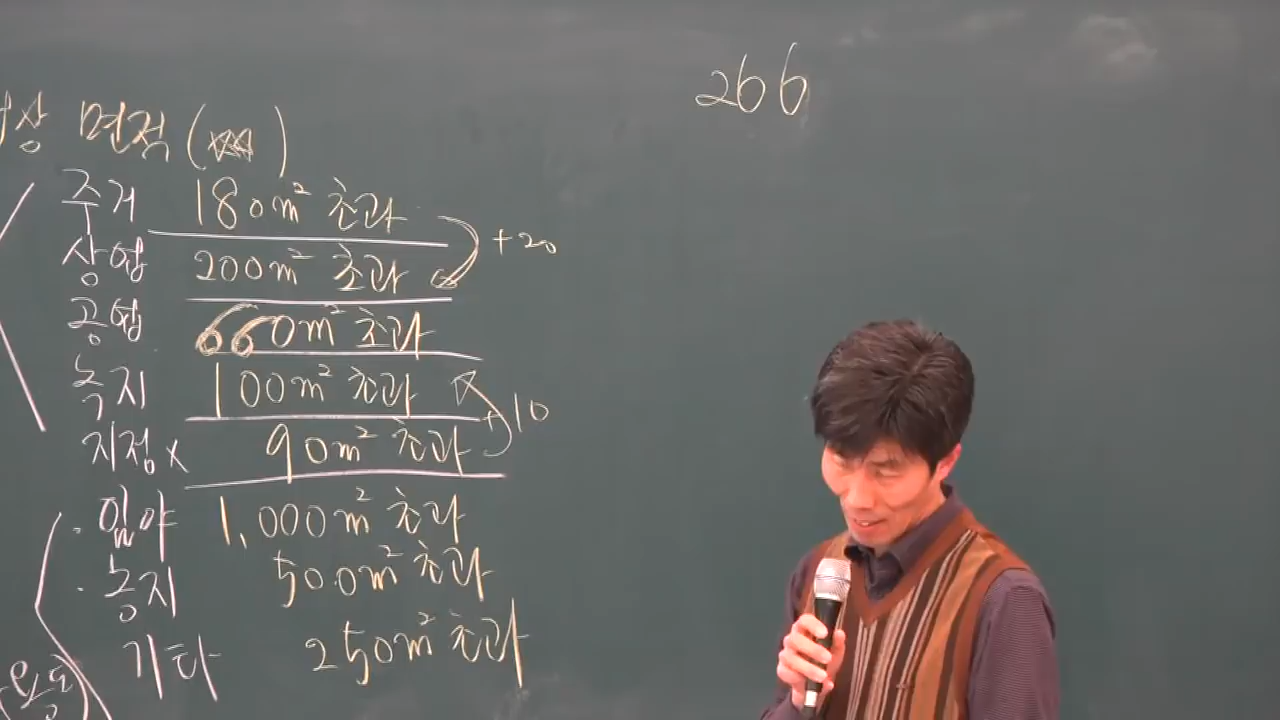 266
상 면적 (※※)
주거 180m² 초과
+20
상업 200m² 초과
공업 660m² 초과
녹지 100m² 초과
+10
지정× 90m² 초과
· 임야 1,000m² 초과
· 농지 500m² 초과
기타 250m² 초과